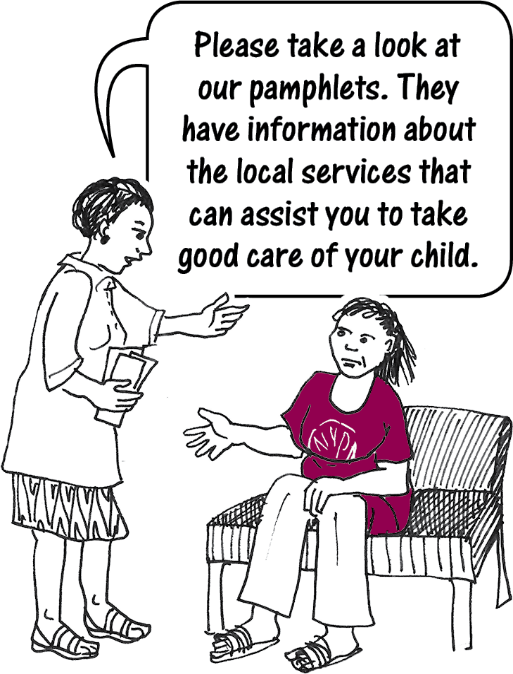 Please take a look at
our pamphlets. They
have information about
the local services that
can assist you to take
good care of your child.